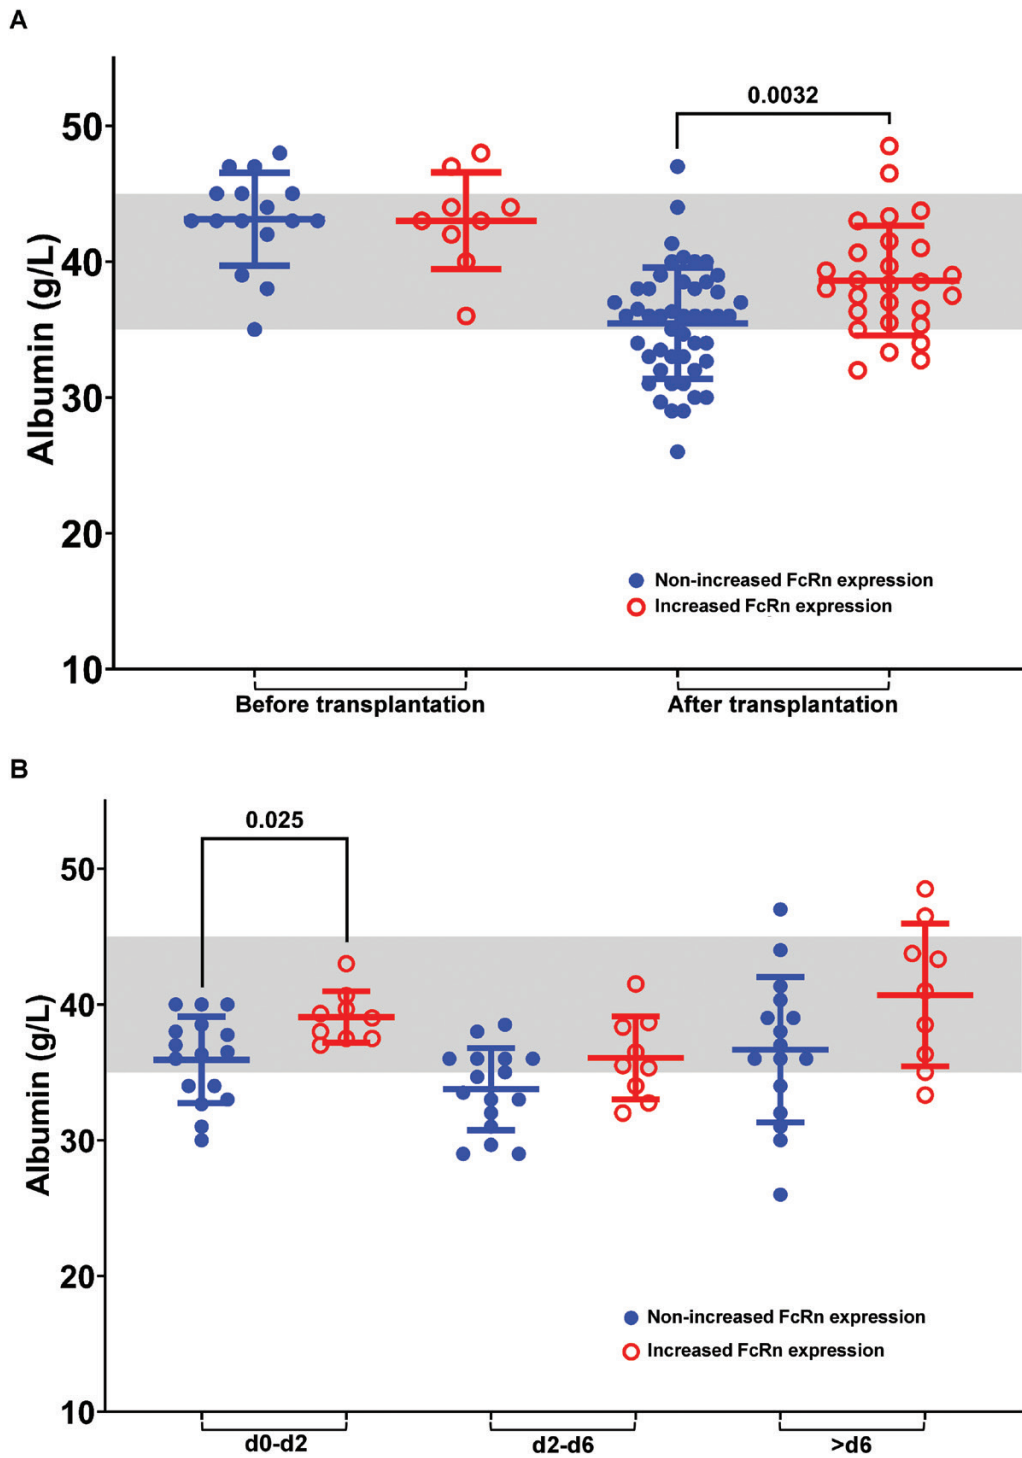 A
0.0032
50
40
30
20
10
Albumin (g/L)
Non-increased FcRn expression
Increased FcRn expression
Before transplantation
After transplantation
B
0.025
50
40
30
20
10
Albumin (g/L)
Non-increased FcRn expression
Increased FcRn expression
d0-d2
d2-d6
>d6